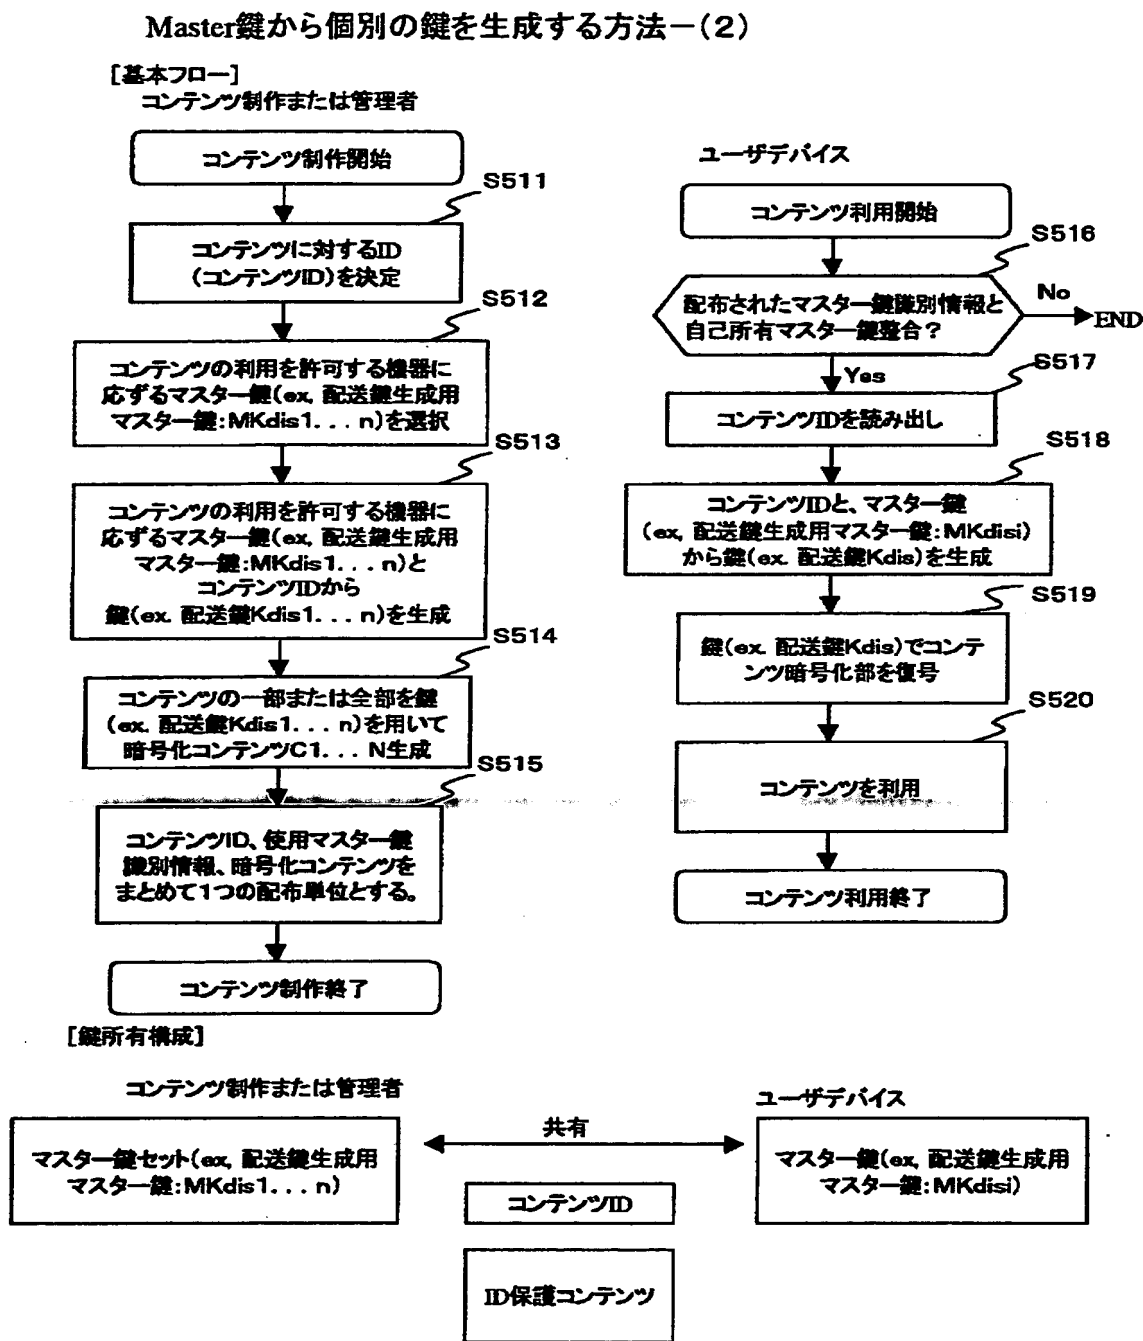 Master鍵から個別の鍵を生成する方法－(２)
[基本フロー]
コンテンツ制作または管理者
コンテンツ制作開始
S511
コンテンツに対するID
(コンテンツID)を決定
S512
コンテンツの利用を許可する機器に
応ずるマスター鍵(ex, 配送鍵生成用
マスター鍵:MKdis1...n)を選択
S513
コンテンツの利用を許可する機器に
応ずるマスター鍵(ex, 配送鍵生成用
マスター鍵:MKdis1...n)と
コンテンツIDから
鍵(ex. 配送鍵Kdis1...n)を生成
S514
コンテンツの一部または全部を鍵
(ex. 配送鍵Kdis1...n)を用いて
暗号化コンテンツC1...N生成
S515
コンテンツID、使用マスター鍵
識別情報、暗号化コンテンツを
まとめて１つの配布単位とする。
コンテンツ制作終了
ユーザデバイス
コンテンツ利用開始
S516
配布されたマスター鍵識別情報と
自己所有マスター鍵整合？
No
END
Yes
S517
コンテンツIDを読み出し
S518
コンテンツIDと、マスター鍵
(ex, 配送鍵生成用マスター鍵:MKdisi)
から鍵(ex. 配送鍵Kdis)を生成
S519
鍵(ex. 配送鍵Kdis)でコンテ
ンツ暗号化部を復号
S520
コンテンツを利用
コンテンツ利用終了
[鍵所有構成]
コンテンツ制作または管理者
マスター鍵セット(ex, 配送鍵生成用
マスター鍵:MKdis1...n)
共有
ユーザデバイス
マスター鍵(ex, 配送鍵生成用
マスター鍵:MKdisi)
コンテンツID
ID保護コンテンツ